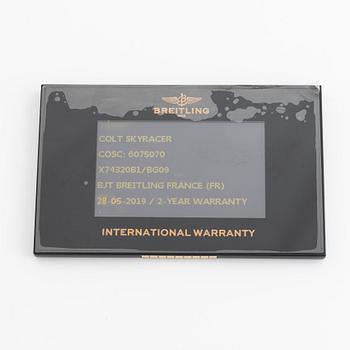 BREITLING
COLT SKYRACER
COSC: 6075070
X74320B1/BG09
BJT BREITLING FRANCE (FR)
28-05-2019 / 2-YEAR WARRANTY
INTERNATIONAL WARRANTY